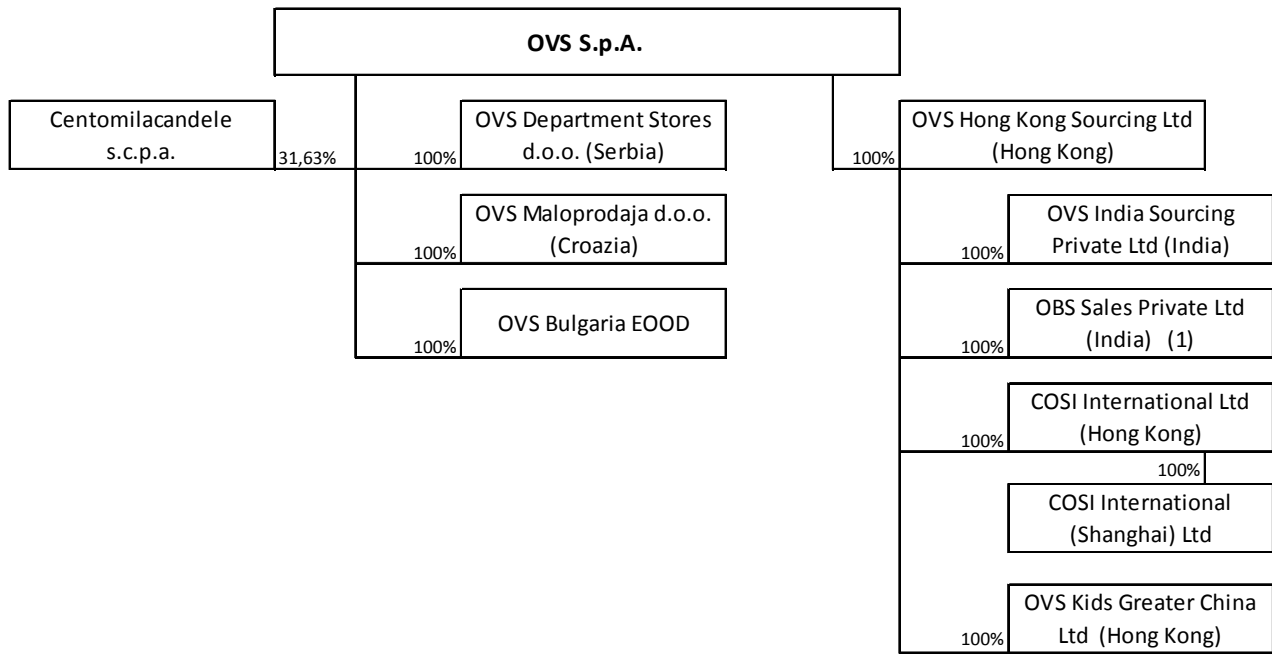 OVS S.p.A.
Centomilacandele
s.c.p.a.
31,63%
OVS Department Stores
d.o.o. (Serbia)
100%
OVS Maloprodaja d.o.o.
(Croazia)
100%
OVS Bulgaria EOOD
100%
OVS Hong Kong Sourcing Ltd
(Hong Kong)
100%
OVS India Sourcing
Private Ltd (India)
100%
OBS Sales Private Ltd
(India) (1)
100%
COSI International Ltd
(Hong Kong)
100%
100%
COSI International
(Shanghai) Ltd
OVS Kids Greater China
Ltd (Hong Kong)
100%